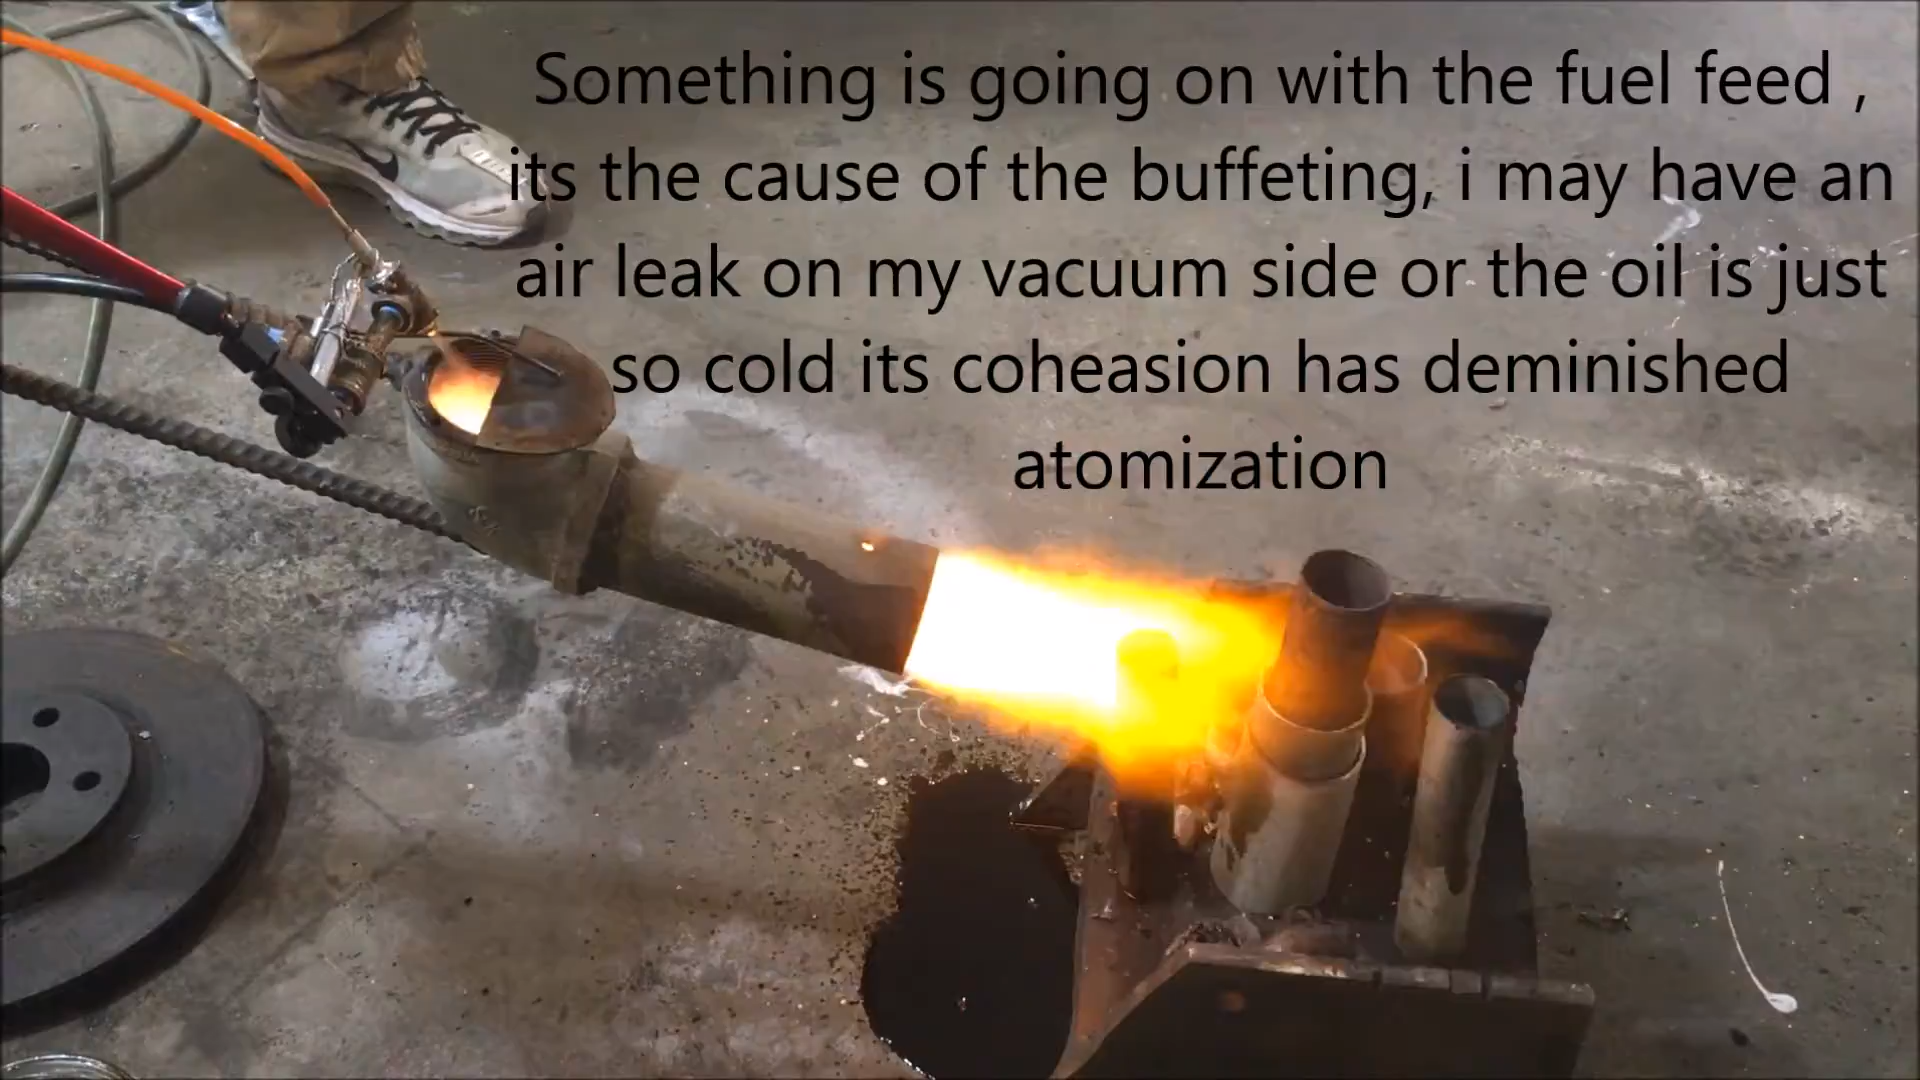 Something is going on with the fuel feed ,
its the cause of the buffeting, i may have an
air leak on my vacuum side or the oil is just
so cold its coheasion has deminished
atomization